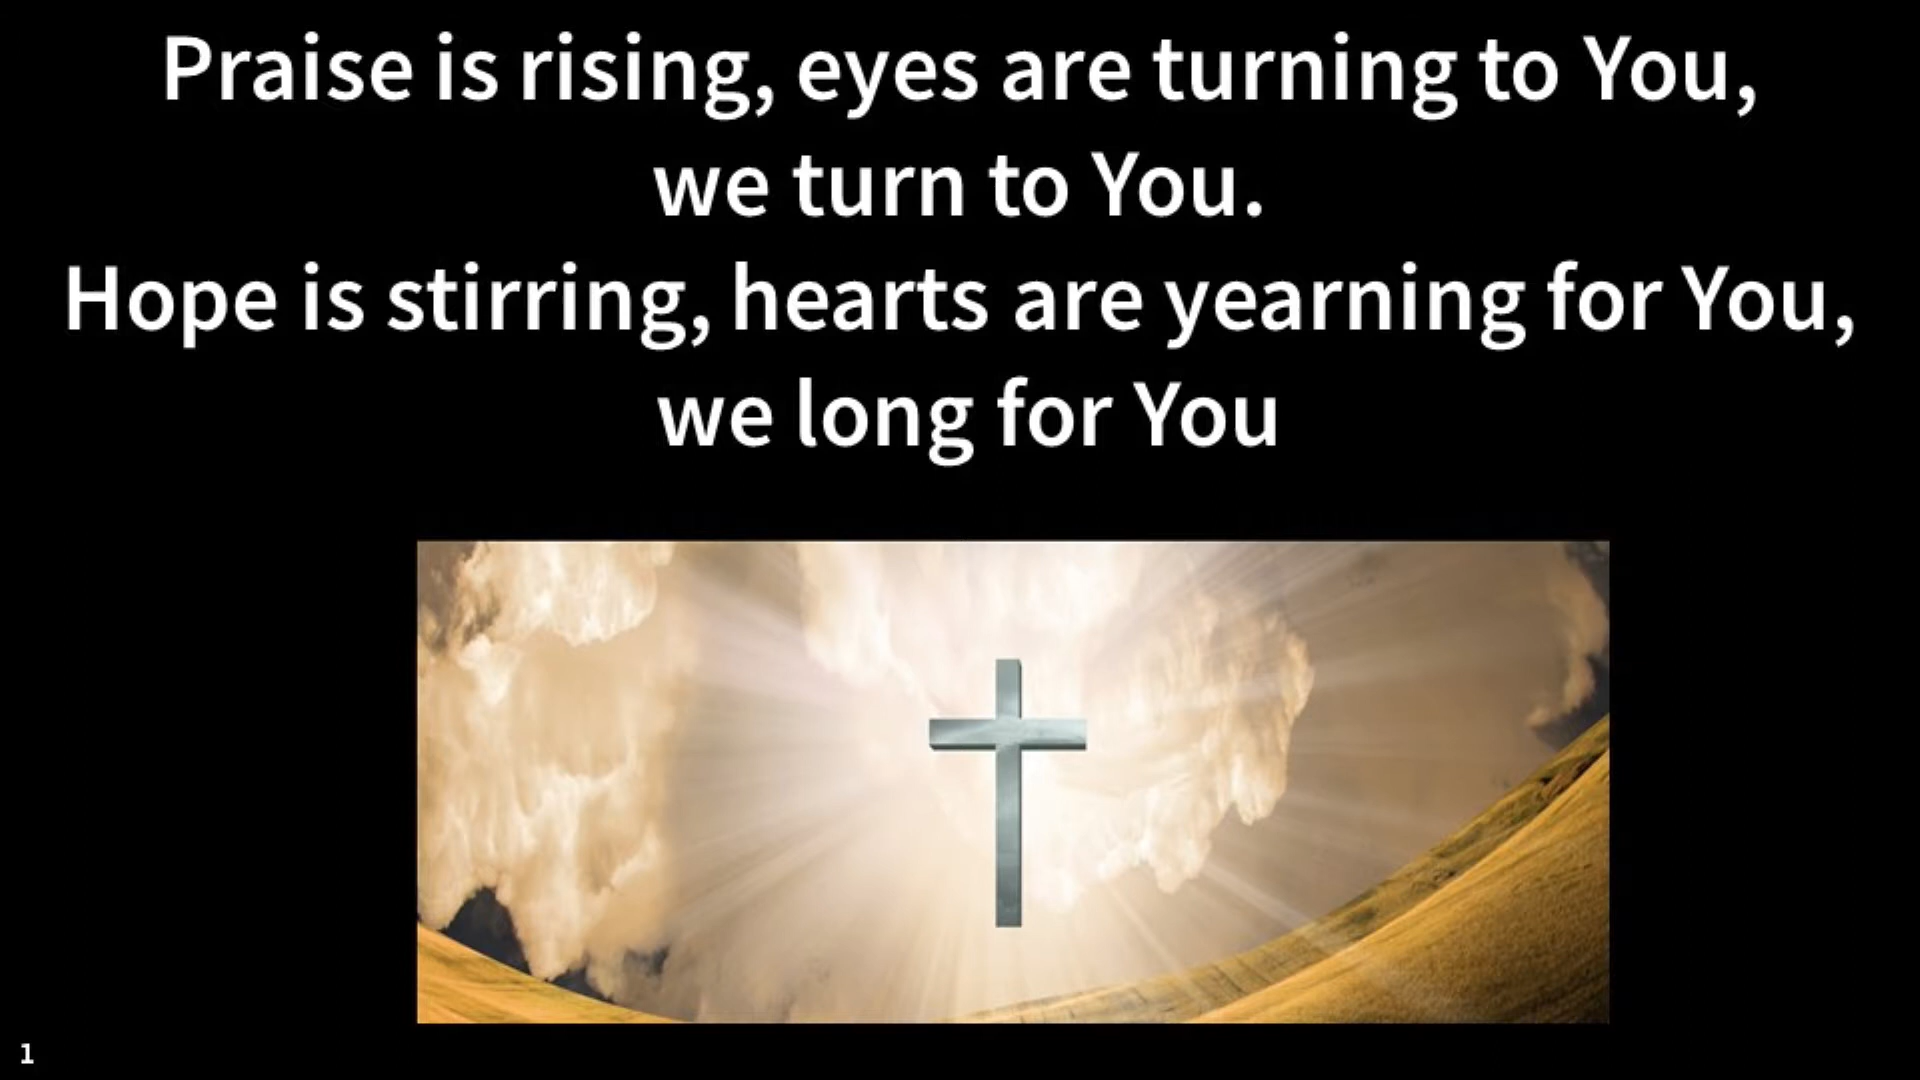 Praise is rising, eyes are turning to You,
we turn to You.
Hope is stirring, hearts are yearning for You,
we long for You
1